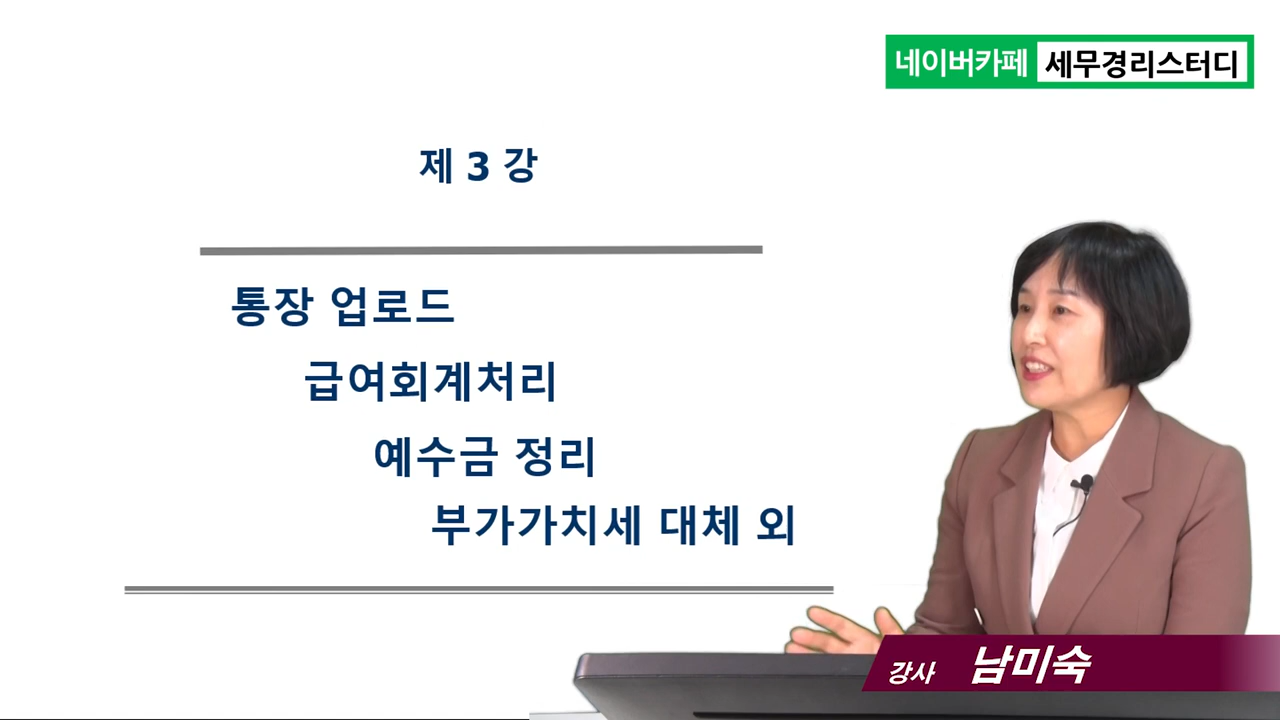 네이버카페 세무경리스터디
제 3 강
통장 업로드
급여회계처리
예수금 정리
부가가치세 대체 외
강사 남미숙